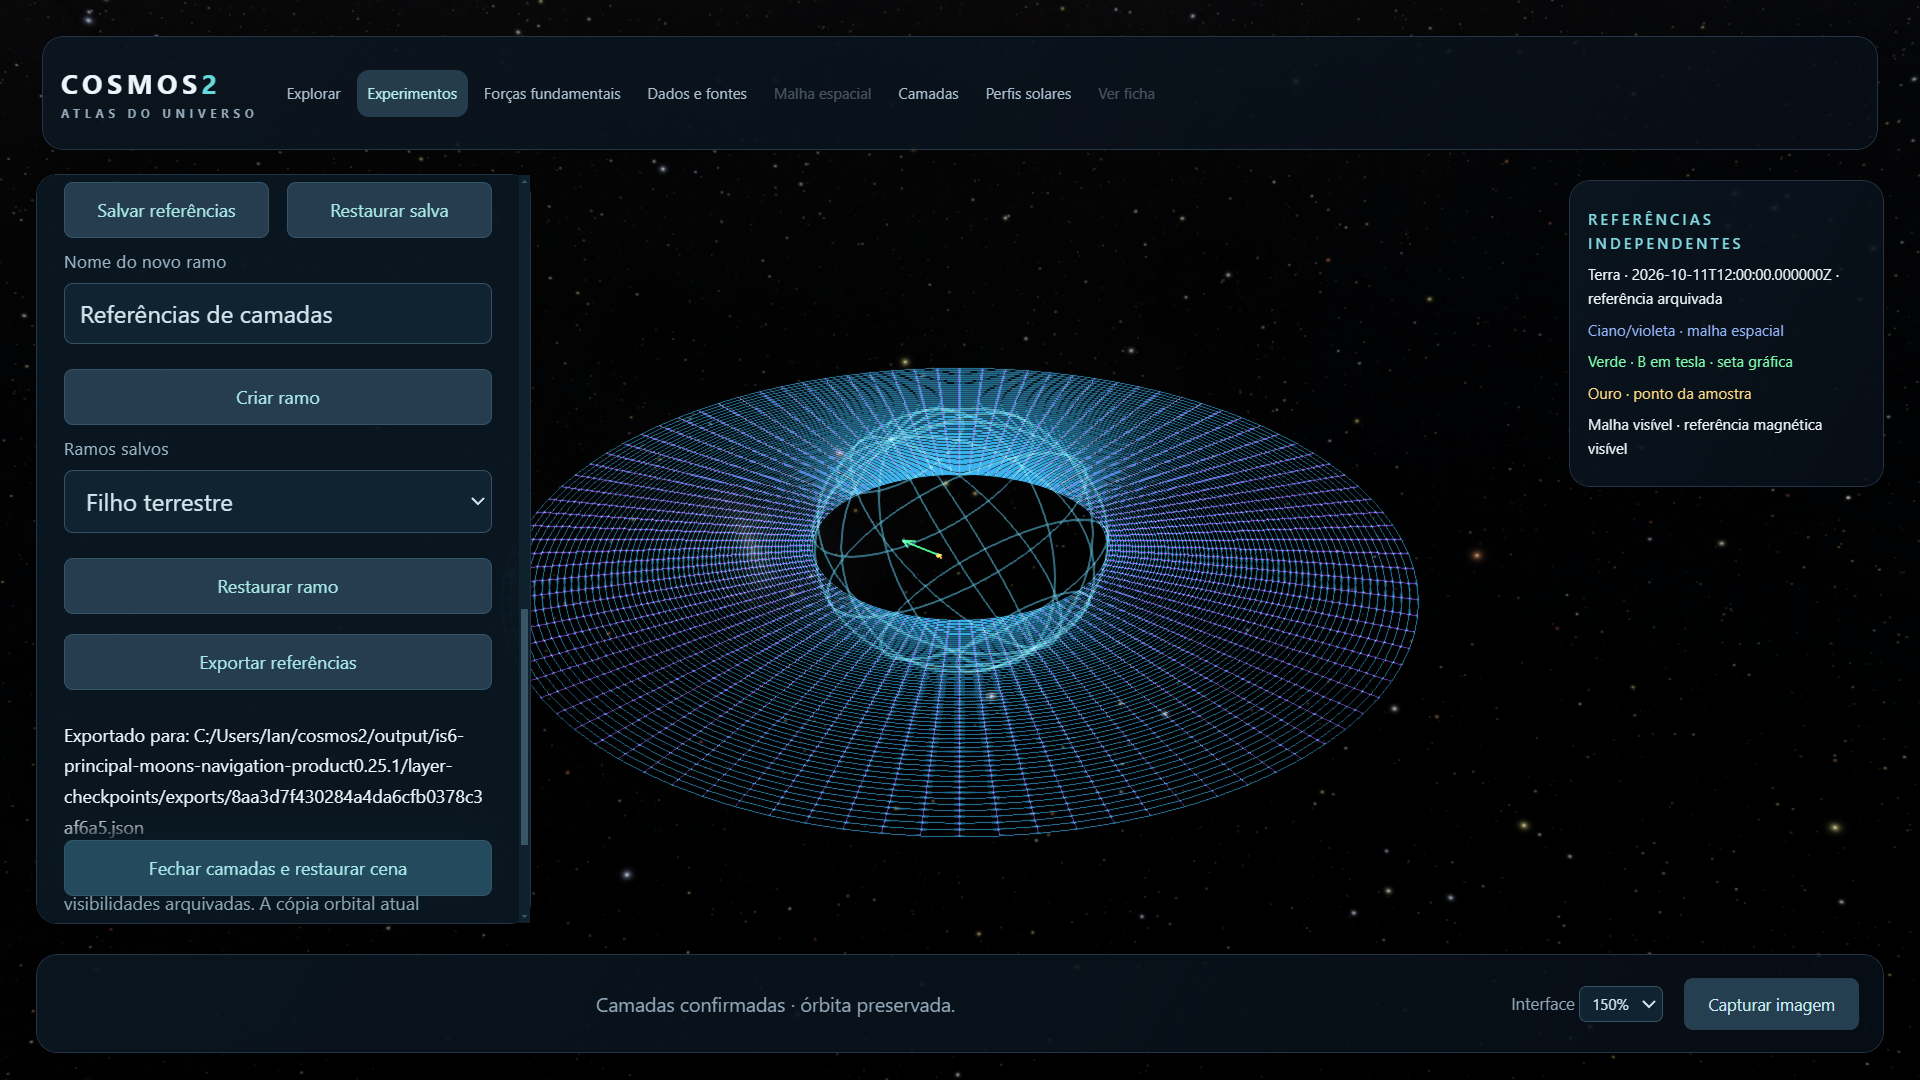 COSMOS2
ATLAS DO UNIVERSO
Explorar
Experimentos
Forças fundamentais
Dados e fontes
Malha espacial
Camadas
Perfis solares
Ver ficha
Salvar referências
Restaurar salva
Nome do novo ramo
Referências de camadas
Criar ramo
Ramos salvos
Filho terrestre
Restaurar ramo
Exportar referências
Exportado para: C:/Users/Ian/cosmos2/output/is6-
principal-moons-navigation-product0.25.1/layer-
checkpoints/exports/8aa3d7f430284a4da6cfb0378c3
af6a5.json
Fechar camadas e restaurar cena
visibilidades arquivadas. A cópia orbital atual
REFERÊNCIAS
INDEPENDENTES
Terra · 2026-10-11T12:00:00.000000Z ·
referência arquivada
Ciano/violeta · malha espacial
Verde · B em tesla · seta gráfica
Ouro · ponto da amostra
Malha visível · referência magnética
visível
Camadas confirmadas · órbita preservada.
Interface
150%
Capturar imagem